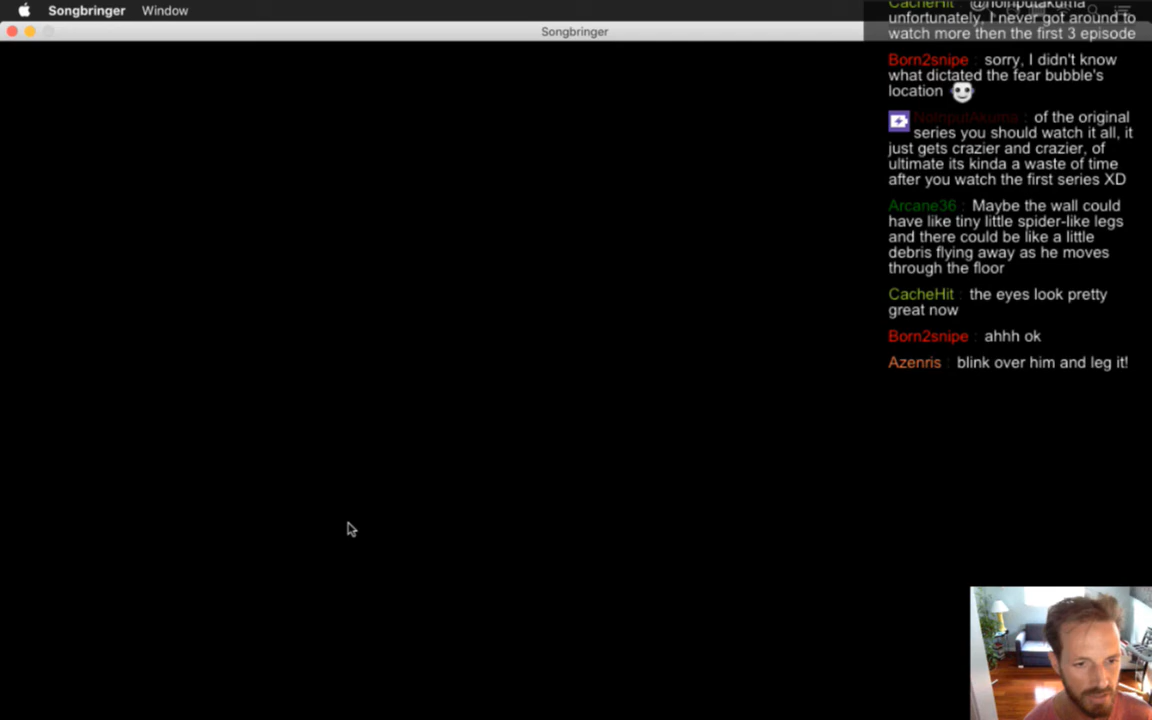 Songbringer Window
Songbringer
CacheHit : @NoInputAkuma
unfortunately, I never got around to
watch more then the first 3 episode
Born2snipe : sorry, I didn't know
what dictated the fear bubble's
location
NoInputAkuma : of the original
series you should watch it all, it
just gets crazier and crazier, of
ultimate its kinda a waste of time
after you watch the first series XD
Arcane36 : Maybe the wall could
have like tiny little spider-like legs
and there could be like a little
debris flying away as he moves
through the floor
CacheHit : the eyes look pretty
great now
Born2snipe : ahhh ok
Azenris : blink over him and leg it!